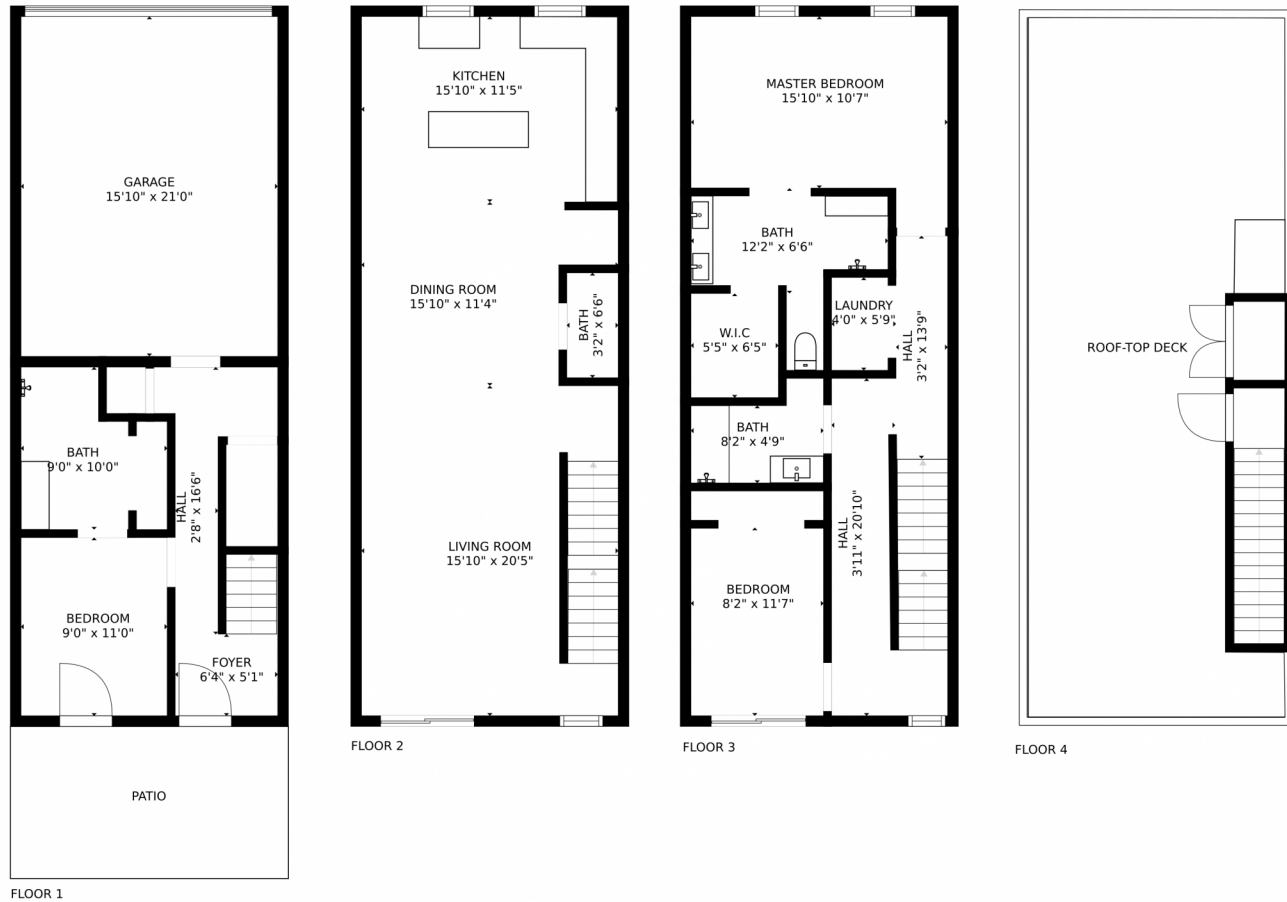 GARAGE
15'10" x 21'0"
BATH
9'0" x 10'0"
HALL
2'8" x 16'6"
BEDROOM
9'0" x 11'0"
FOYER
6'4" x 5'1"
PATIO
FLOOR 1
KITCHEN
15'10" x 11'5"
DINING ROOM
15'10" x 11'4"
BATH
3'2" x 6'6"
LIVING ROOM
15'10" x 20'5"
FLOOR 2
MASTER BEDROOM
15'10" x 10'7"
BATH
12'2" x 6'6"
LAUNDRY
4'0" x 5'9"
W.I.C
5'5" x 6'5"
HALL
3'2" x 13'9"
BATH
8'2" x 4'9"
HALL
3'11" x 20'10"
BEDROOM
8'2" x 11'7"
FLOOR 3
ROOF-TOP DECK
FLOOR 4